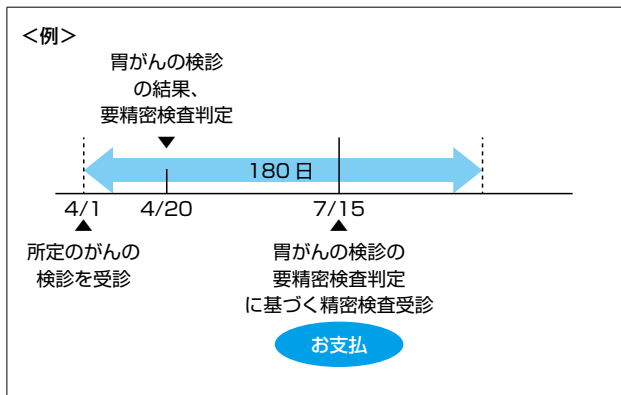 ＜例＞
胃がんの検診
の結果、
要精密検査判定
▼
180日
4/1
4/20
7/15
▲
▲
所定のがんの
検診を受診
胃がんの検診の
要精密検査判定
に基づく精密検査受診
お支払